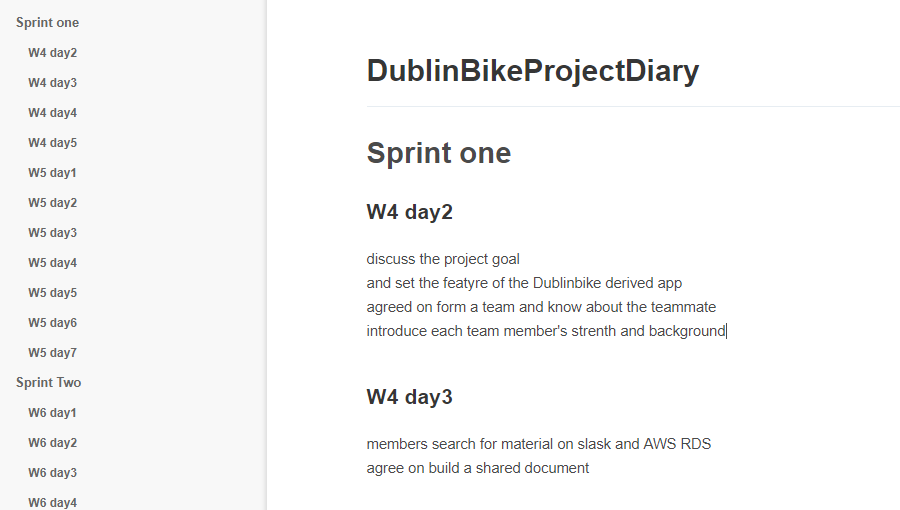 Sprint one
W4 day2
W4 day3
W4 day4
W4 day5
W5 day1
W5 day2
W5 day3
W5 day4
W5 day5
W5 day6
W5 day7
Sprint Two
W6 day1
W6 day2
W6 day3
W6 day4
DublinBikeProjectDiary
Sprint one
W4 day2
discuss the project goal
and set the featyre of the Dublinbike derived app
agreed on form a team and know about the teammate
introduce each team member's strenth and background
W4 day3
members search for material on slask and AWS RDS
agree on build a shared document